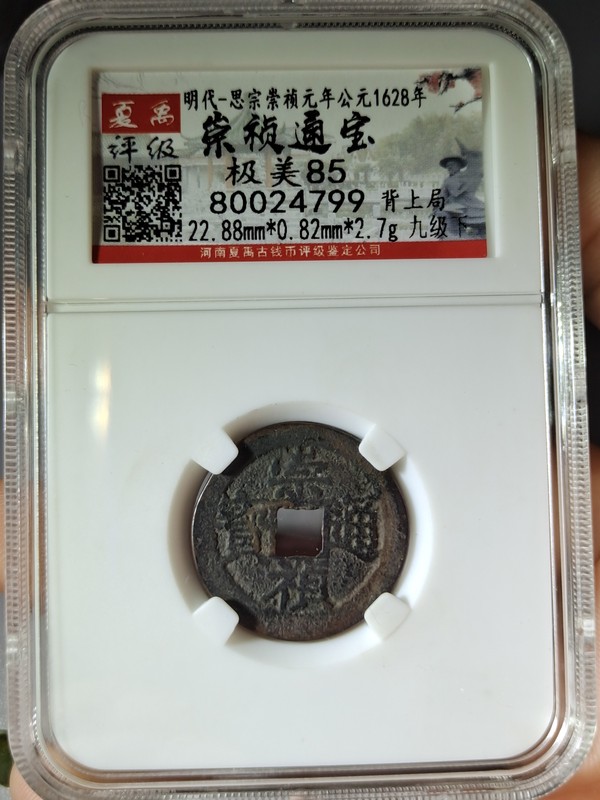 夏禹
评级
明代-思宗崇祯元年公元1628年
崇祯通宝
极美85
80024799 背上局
22.88mm*0.82mm*2.7g 九级下
河南夏禹古钱币评级鉴定公司
崇
寶 通
禎